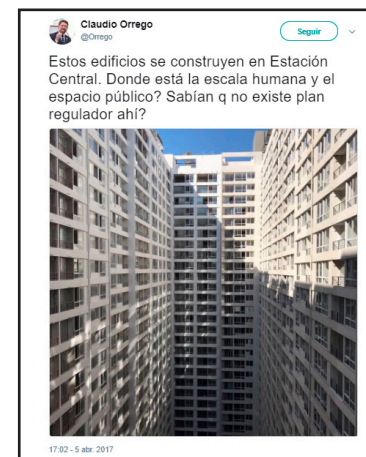 Claudio Orrego
@Orrego
Seguir
Estos edificios se construyen en Estación
Central. Donde está la escala humana y el
espacio público? Sabían q no existe plan
regulador ahí?
17:02 - 5 abr. 2017